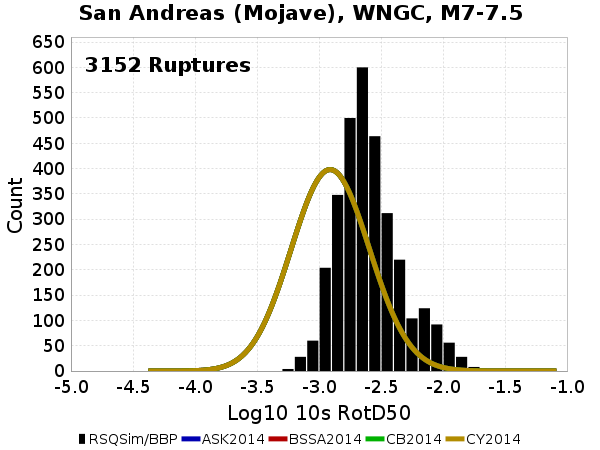 San Andreas (Mojave), WNGC, M7-7.5
3152 Ruptures
650
600
550
500
450
400
350
300
250
200
150
100
50
0
Count
-5.0 -4.5 -4.0 -3.5 -3.0 -2.5 -2.0 -1.5 -1.0
Log10 10s RotD50
RSQSim/BBP ASK2014 BSSA2014 CB2014 CY2014